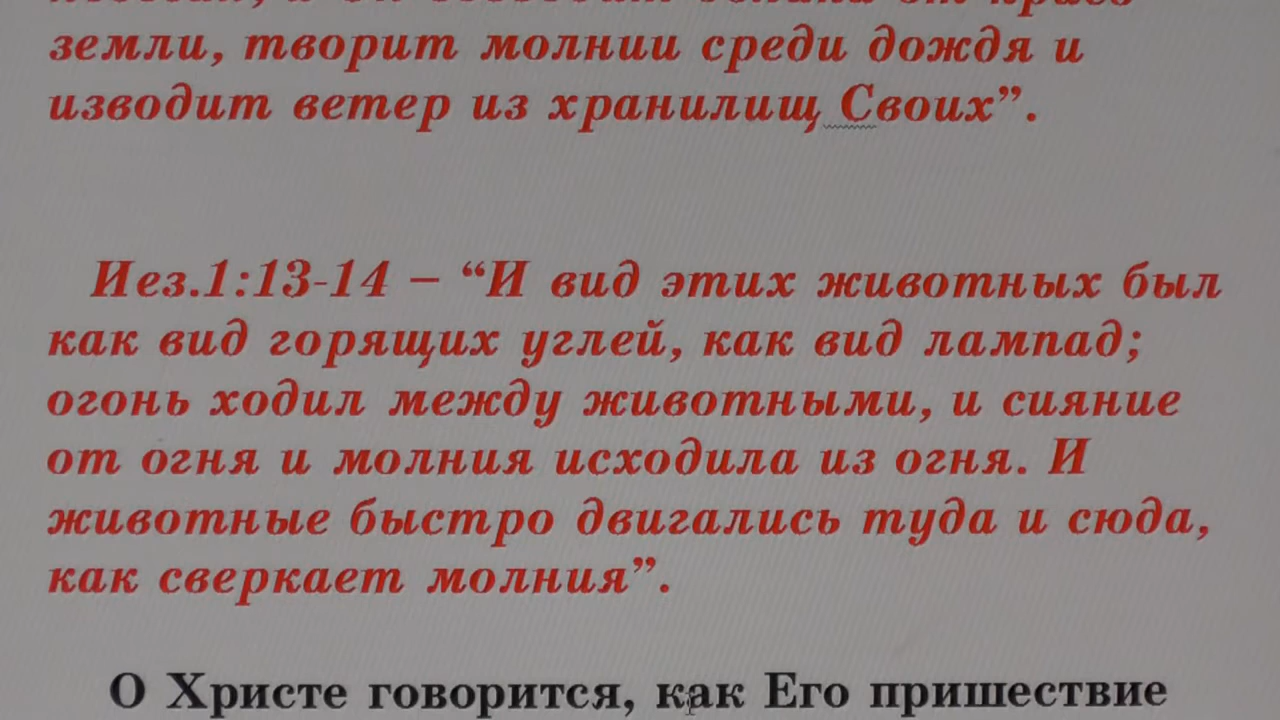 земли, творит молнии среди дождя и
изводит ветер из хранилищ Своих”.
Иез.1:13-14 – “И вид этих животных был
как вид горящих углей, как вид лампад;
огонь ходил между животными, и сияние
от огня и молния исходила из огня. И
животные быстро двигались туда и сюда,
как сверкает молния”.
О Христе говорится, как Его пришествие